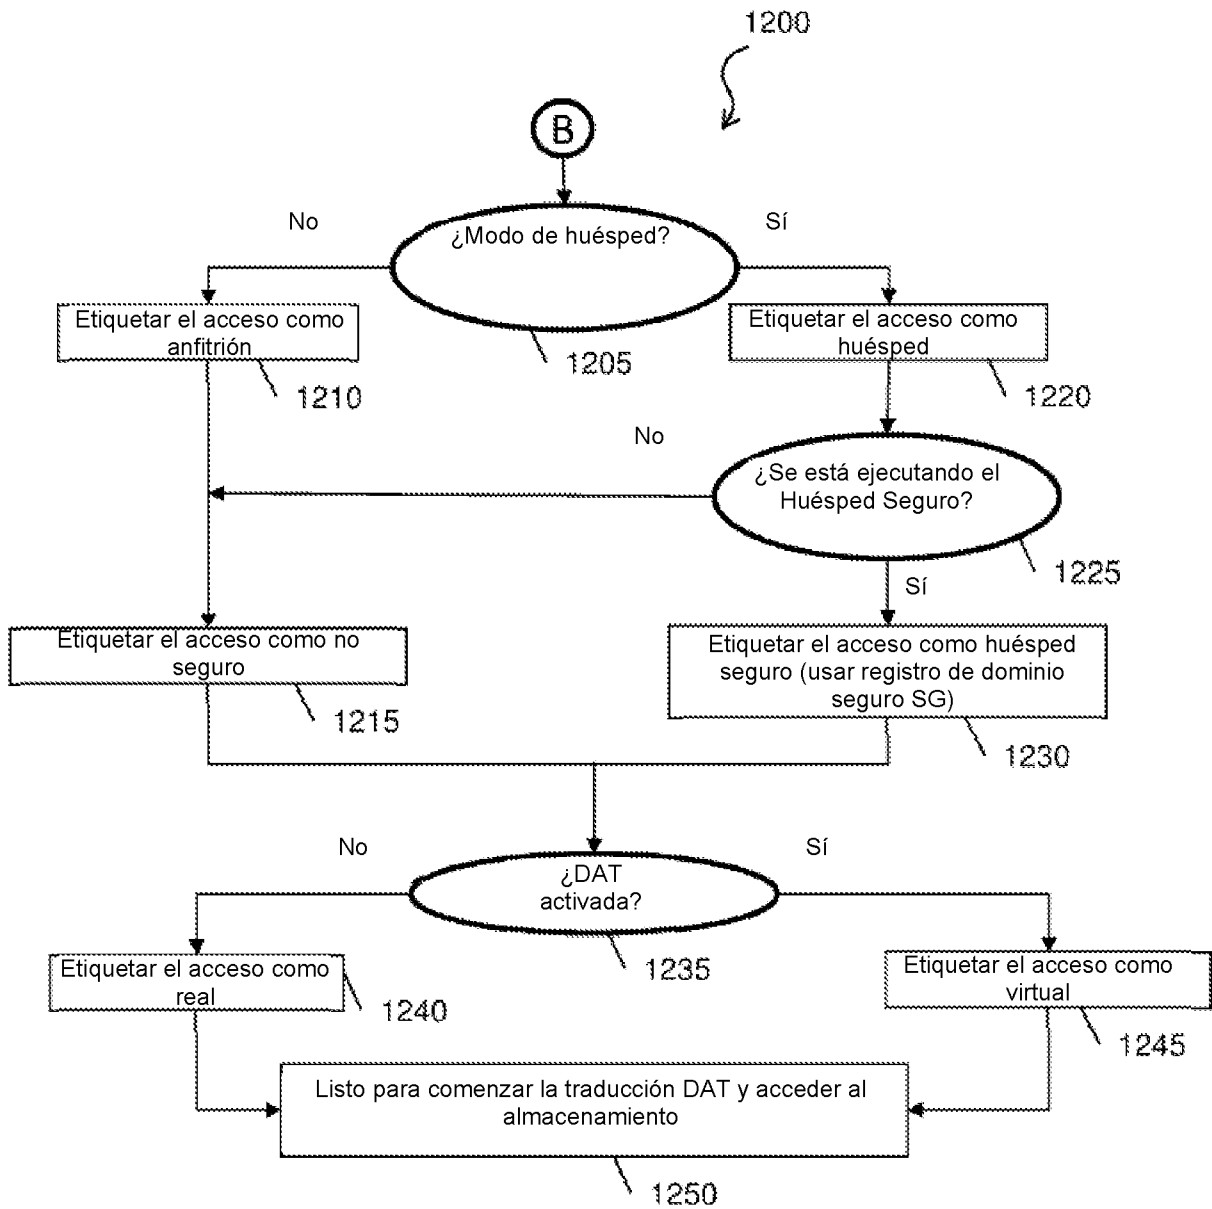 1200
B
No
Sí
¿Modo de huésped?
1205
Etiquetar el acceso como
anfitrión
1210
Etiquetar el acceso como
huésped
1220
No
¿Se está ejecutando el
Huésped Seguro?
1225
Sí
Etiquetar el acceso como no
seguro
1215
Etiquetar el acceso como huésped
seguro (usar registro de dominio
seguro SG)
1230
No
Sí
¿DAT
activada?
1235
Etiquetar el acceso como
real
1240
Etiquetar el acceso como
virtual
1245
Listo para comenzar la traducción DAT y acceder al
almacenamiento
1250